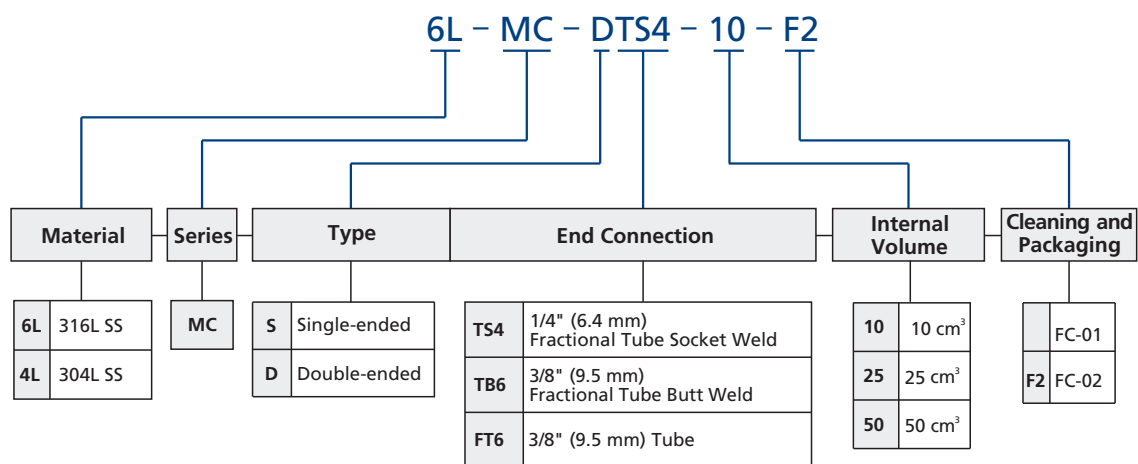 6L – MC – DTS4 – 10 – F2
Material
Series
Type
End Connection
Internal
Volume
Cleaning and
Packaging
6L 316L SS
4L 304L SS
MC
S Single-ended
D Double-ended
TS4 1/4" (6.4 mm)
Fractional Tube Socket Weld
TB6 3/8" (9.5 mm)
Fractional Tube Butt Weld
FT6 3/8" (9.5 mm) Tube
10 10 cm³
25 25 cm³
50 50 cm³
FC-01
F2 FC-02